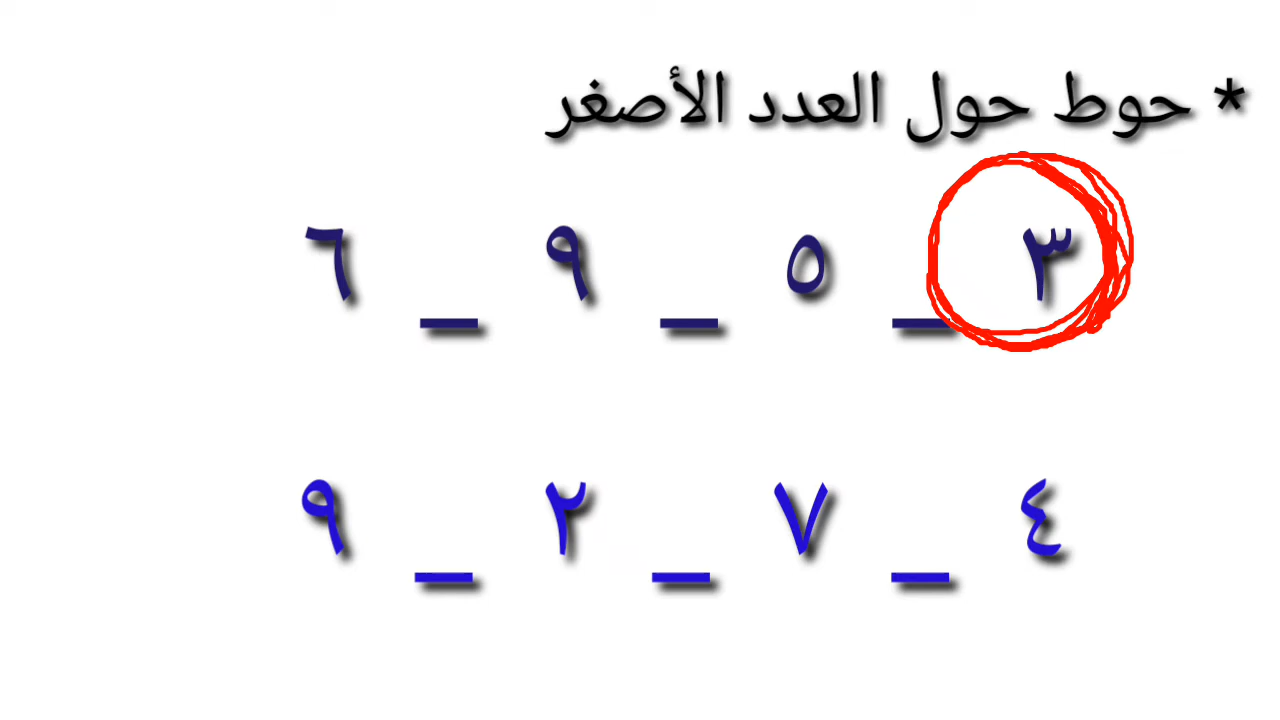 * حوط حول العدد الأصغر
٣ _ ٥ _ ٩ _ ٦
٤ _ ٧ _ ٢ _ ٩